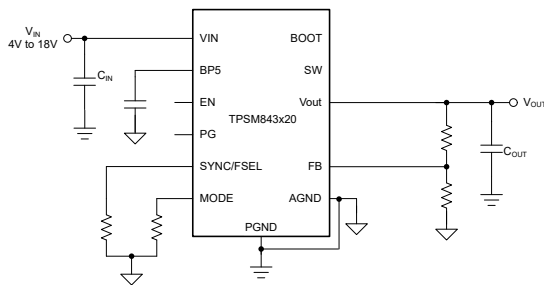 VIN
4V to 18V
CIN
VIN
BP5
EN
PG
SYNC/FSEL
MODE
TPSM843x20
PGND
BOOT
SW
Vout
FB
AGND
VOUT
COUT